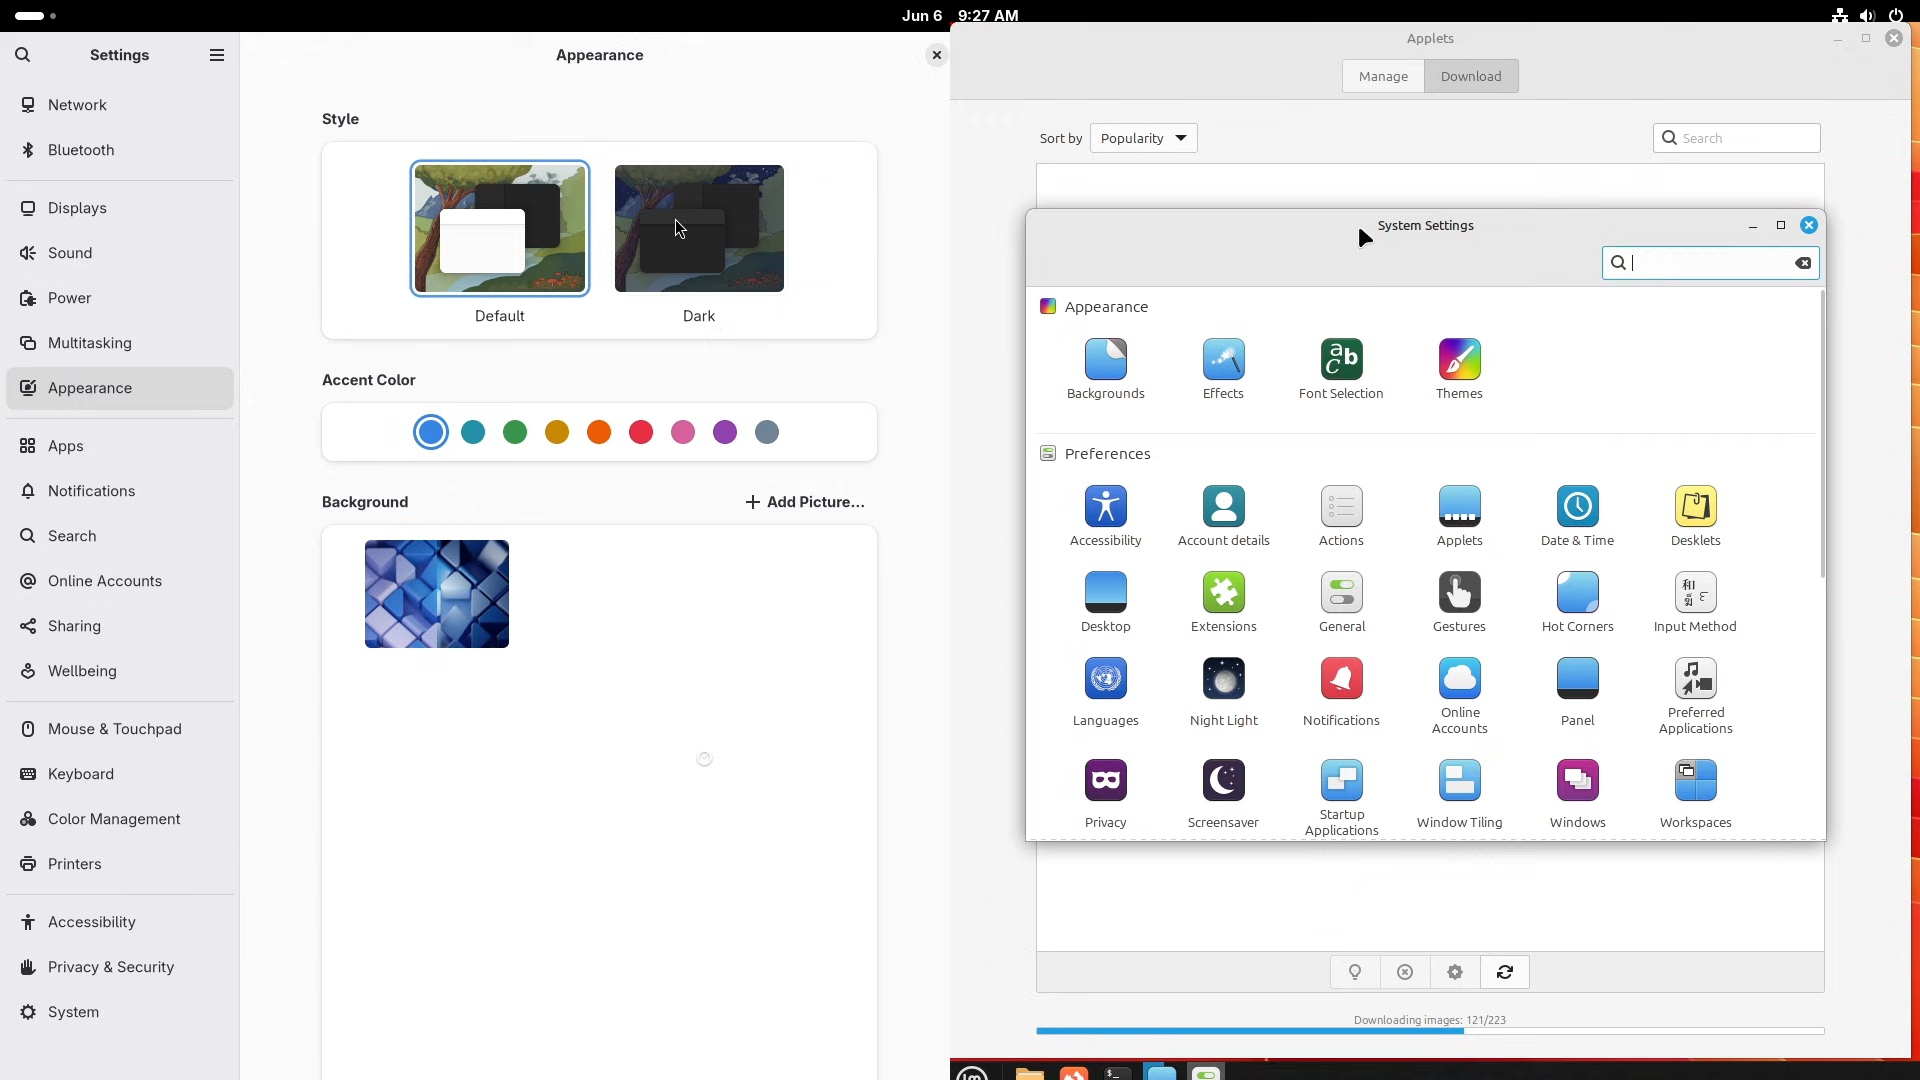 Jun 6 9:27 AM
Settings
Network
Bluetooth
Displays
Sound
Power
Multitasking
Appearance
Apps
Notifications
Search
Online Accounts
Sharing
Wellbeing
Mouse & Touchpad
Keyboard
Color Management
Printers
Accessibility
Privacy & Security
System
Appearance
Style
Default
Dark
Accent Color
Background
Add Picture...
Applets
Manage
Download
Sort by
Popularity
Search
System Settings
Appearance
Backgrounds
Effects
Font Selection
Themes
Preferences
Accessibility
Account details
Actions
Applets
Date & Time
Desklets
Desktop
Extensions
General
Gestures
Hot Corners
Input Method
Languages
Night Light
Notifications
Online
Accounts
Panel
Preferred
Applications
Privacy
Screensaver
Startup
Applications
Window Tiling
Windows
Workspaces
Downloading images: 121/223